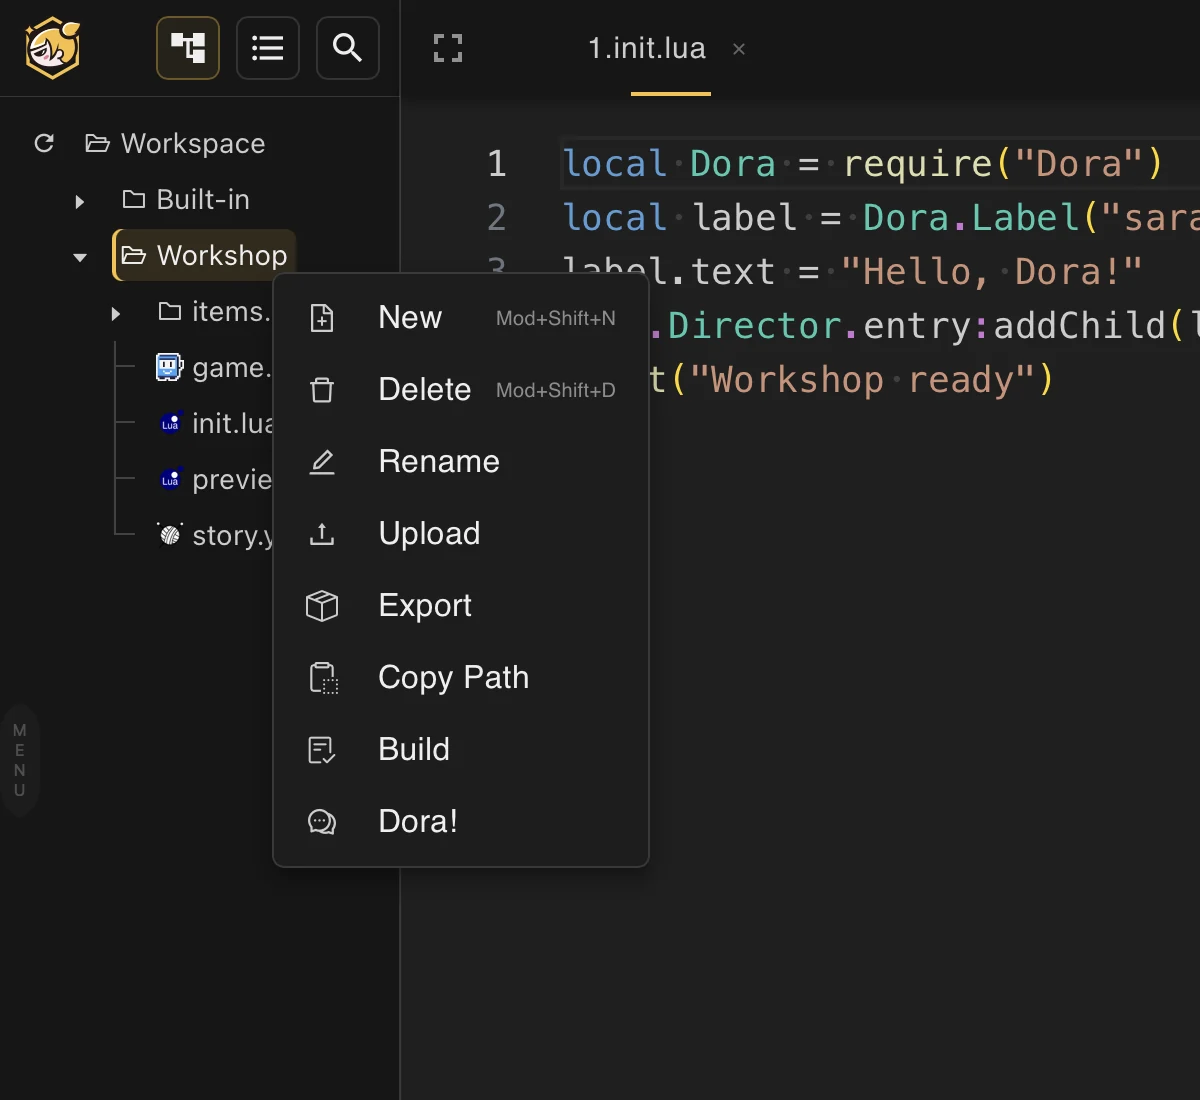 1.init.lua ×
Workspace
Built-in
Workshop
items.
game.
init.lua
previe
story.y
M
E
N
U
New Mod+Shift+N
Delete Mod+Shift+D
Rename
Upload
Export
Copy Path
Build
Dora!
1 local Dora = require("Dora")
2 local label = Dora.Label("sara
3 label.text = "Hello, Dora!"
.Director.entry:addChild(l
t("Workshop ready")